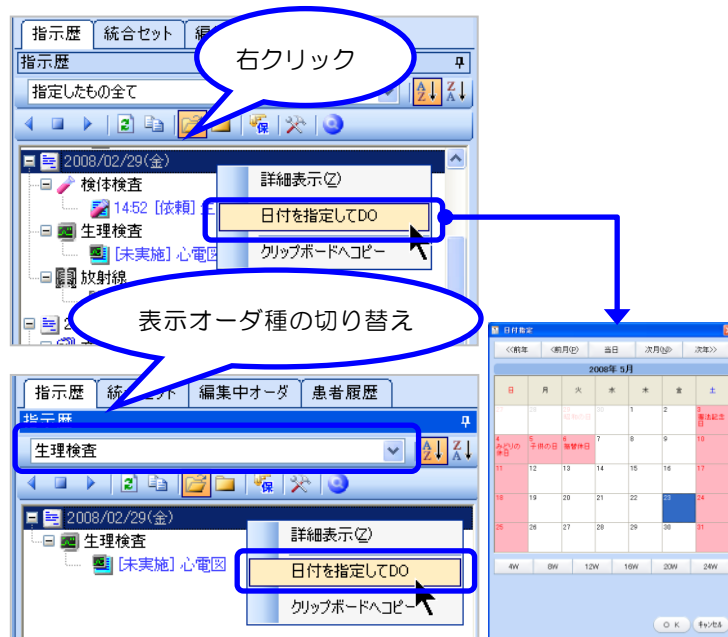 指示歴 統合セット
指示歴
指定したもの全て
右クリック
2008/02/29(金)
検体検査
14:52 [依頼]
生理検査
[未実施] 心電図
放射線
詳細表示(Z)
日付を指定してDO
クリップボードへコピー
表示オーダ種の切り替え
指示歴 編集中オーダ 患者履歴
指示歴
生理検査
2008/02/29(金)
生理検査
[未実施] 心電図
詳細表示(Z)
日付を指定してDO
クリップボードへコピー
日付指定
<<前年 <前月(P) 当日 次月(N)> 次年>>
2008年 5月
日 月 火 水 木 金 土
27 28 29 30 1 2 3
憲法記念日
4 5 6 7 8 9 10
みどりの休日 子供の日 振替休日
11 12 13 14 15 16 17
18 19 20 21 22 23 24
25 26 27 28 29 30 31
4W 8W 12W 16W 20W 24W
OK キャンセル